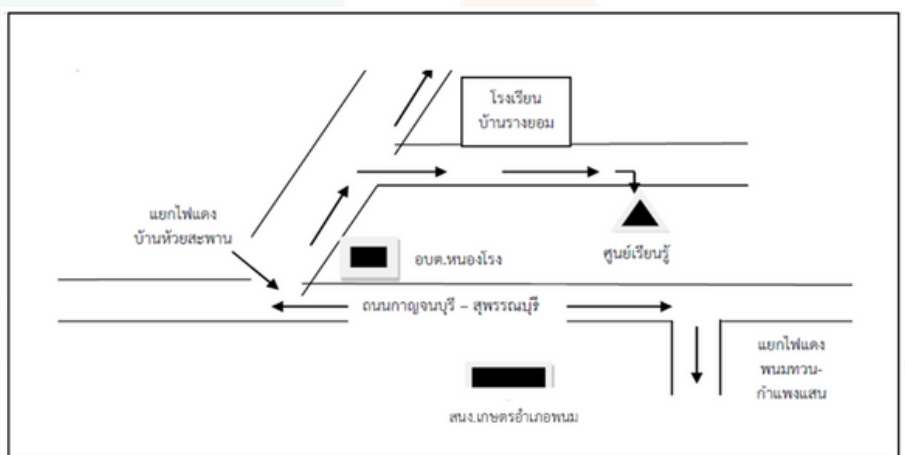 โรงเรียน
บ้านรางยอม
แยกไฟแดง
บ้านห้วยสะพาน
อบต.หนองโรง
ศูนย์เรียนรู้
ถนนกาญจนบุรี – สุพรรณบุรี
แยกไฟแดง
พนมทวน-
กำแพงแสน
สนง.เกษตรอำเภอพนม